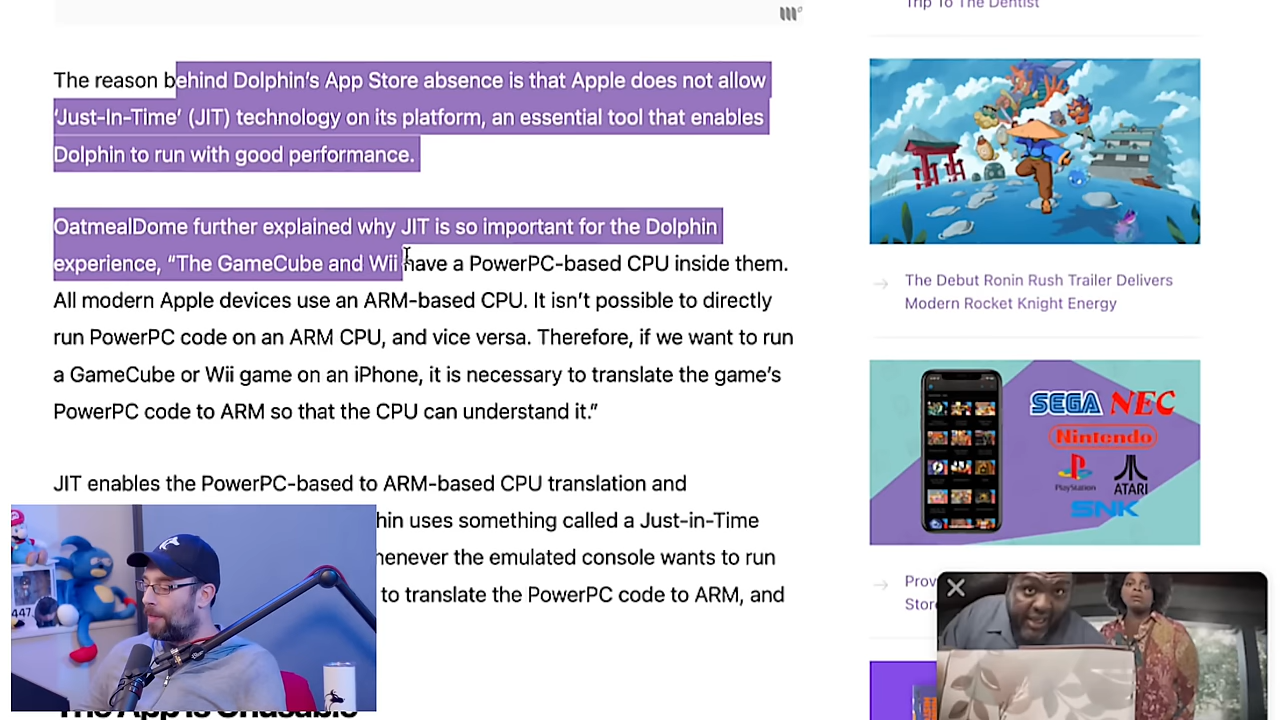 Trip To The Dentist
The reason behind Dolphin's App Store absence is that Apple does not allow
'Just-In-Time' (JIT) technology on its platform, an essential tool that enables
Dolphin to run with good performance.
OatmealDome further explained why JIT is so important for the Dolphin
experience, “The GameCube and Wii have a PowerPC-based CPU inside them.
All modern Apple devices use an ARM-based CPU. It isn't possible to directly
run PowerPC code on an ARM CPU, and vice versa. Therefore, if we want to run
a GameCube or Wii game on an iPhone, it is necessary to translate the game's
PowerPC code to ARM so that the CPU can understand it.”
JIT enables the PowerPC-based to ARM-based CPU translation and
hin uses something called a Just-in-Time
henever the emulated console wants to run
to translate the PowerPC code to ARM, and
The App is Unusable
The Debut Ronin Rush Trailer Delivers
Modern Rocket Knight Energy
SEGA NEC
Nintendo
PlayStation
ATARI
SNK
Prov
Store
447.